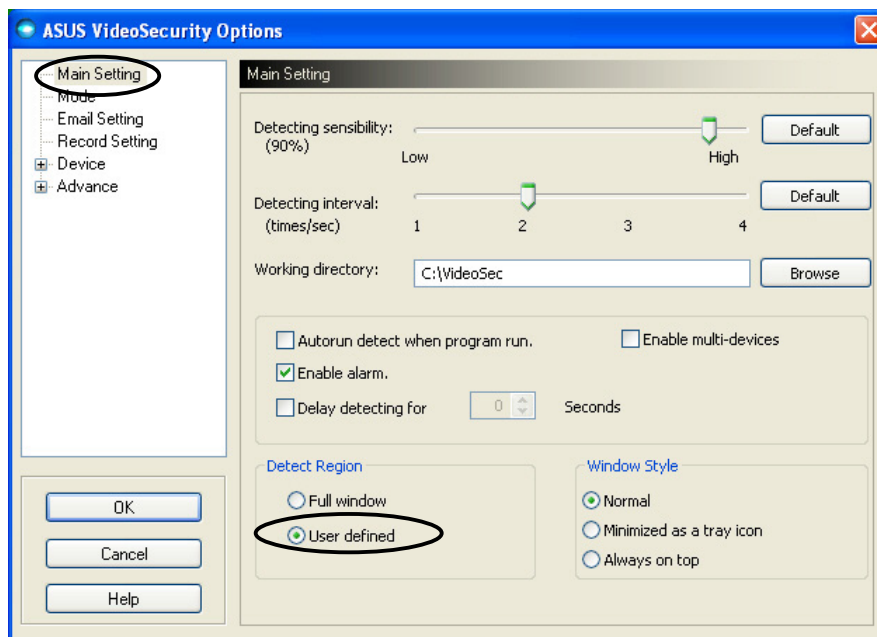 ASUS VideoSecurity Options
Main Setting
Mode
Email Setting
Record Setting
Device
Advance
OK
Cancel
Help
Main Setting
Detecting sensibility:
(90%)
Low
High
Default
Detecting interval:
(times/sec)
1 2 3 4
Default
Working directory:
C:\VideoSec
Browse
Autorun detect when program run.
Enable multi-devices
Enable alarm.
Delay detecting for 0 Seconds
Detect Region
Full window
User defined
Window Style
Normal
Minimized as a tray icon
Always on top